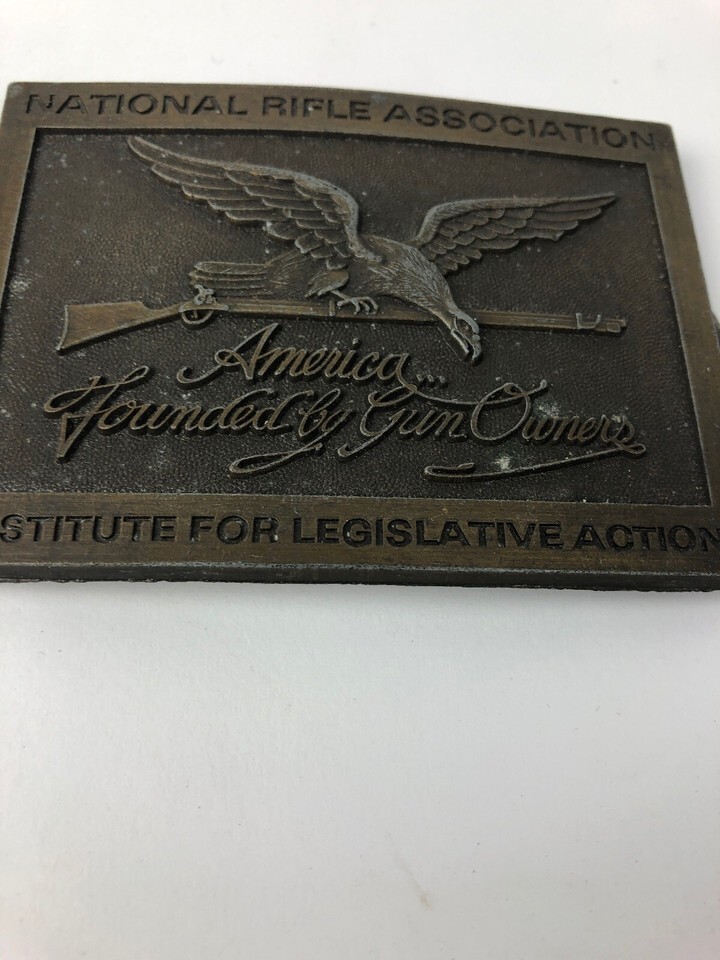 NATIONAL RIFLE ASSOCIATION
America...
Founded by Gun Owners
STITUTE FOR LEGISLATIVE ACTION